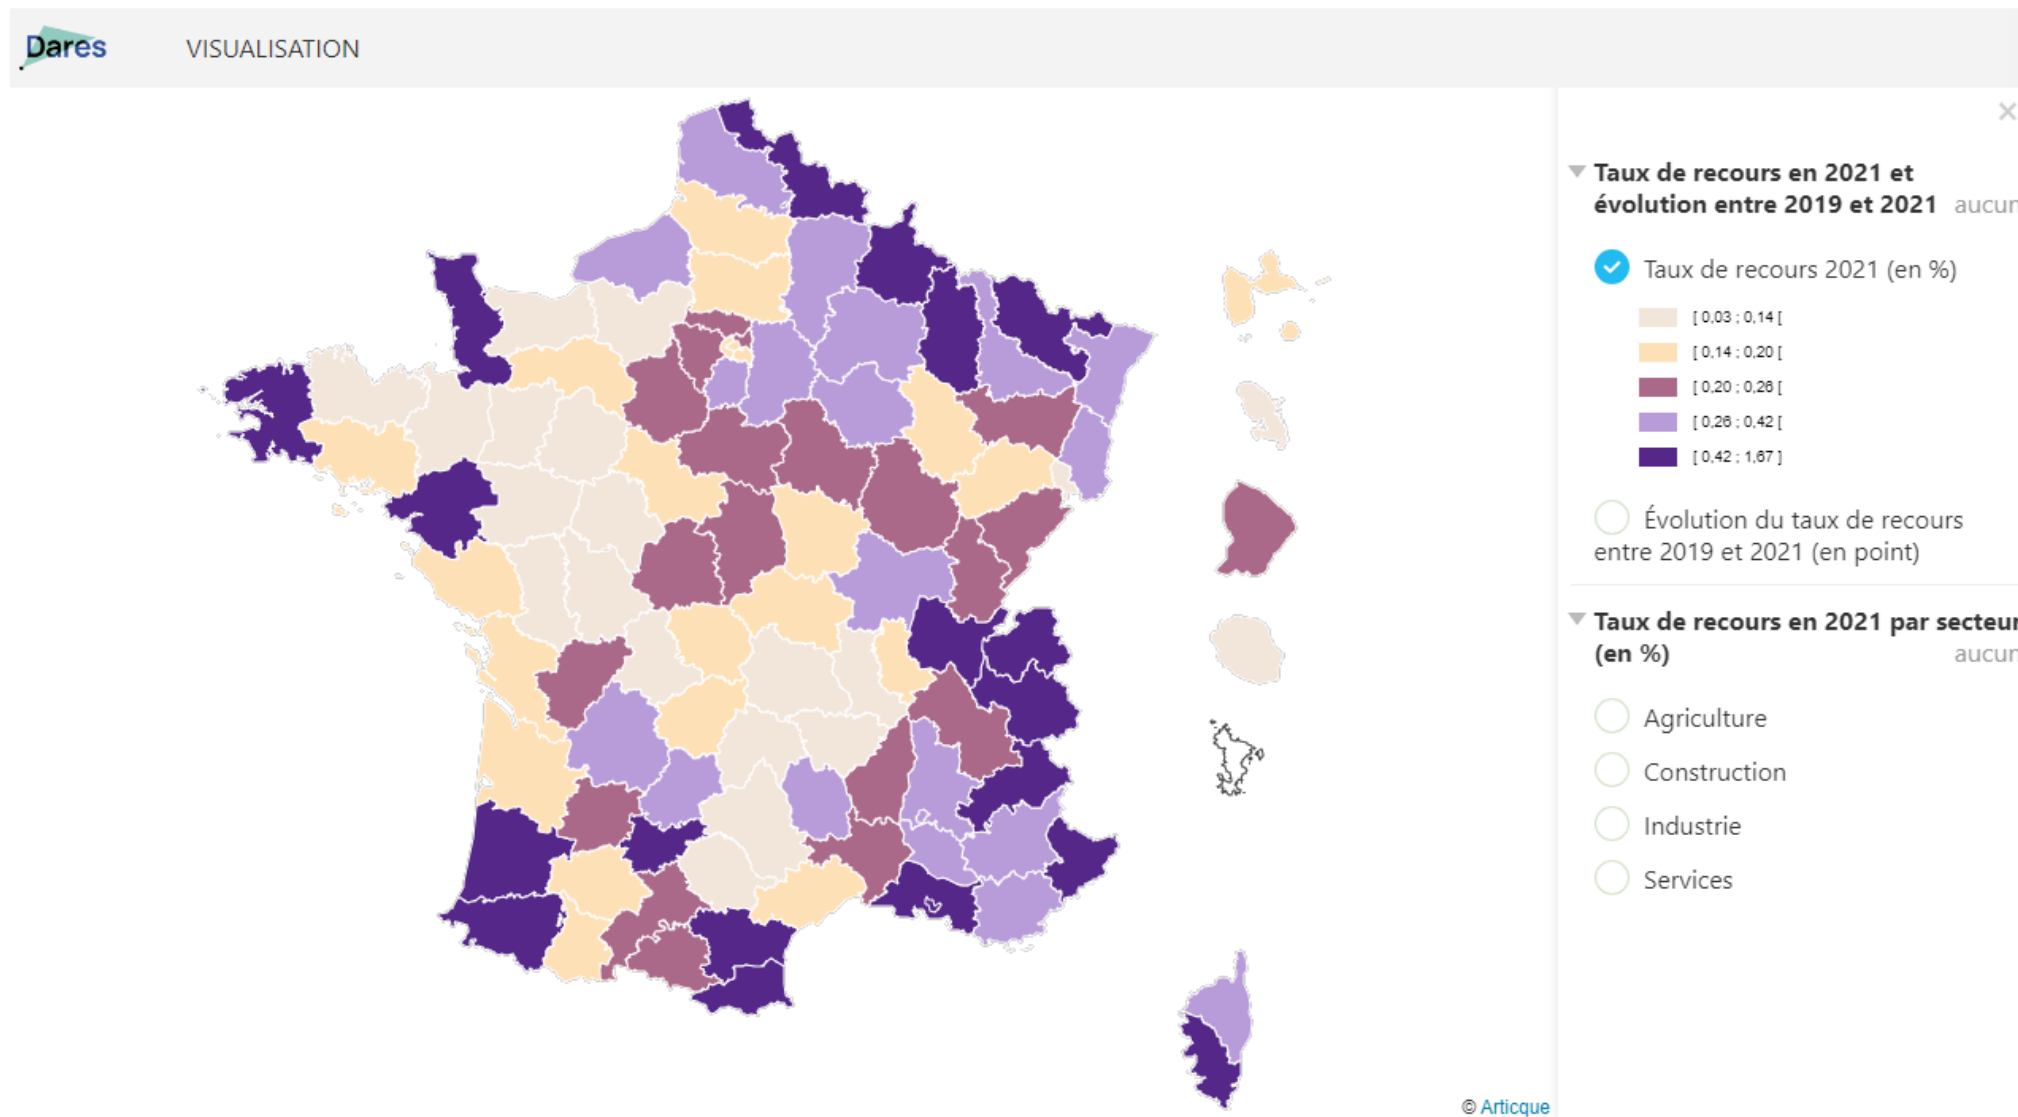 Dares VISUALISATION
×
Taux de recours en 2021 et
évolution entre 2019 et 2021 aucun
Taux de recours 2021 (en %)
[ 0,03 ; 0,14 [
[ 0,14 ; 0,20 [
[ 0,20 ; 0,26 [
[ 0,26 ; 0,42 [
[ 0,42 ; 1,67 ]
Évolution du taux de recours
entre 2019 et 2021 (en point)
Taux de recours en 2021 par secteur
(en %) aucun
Agriculture
Construction
Industrie
Services
© Articque